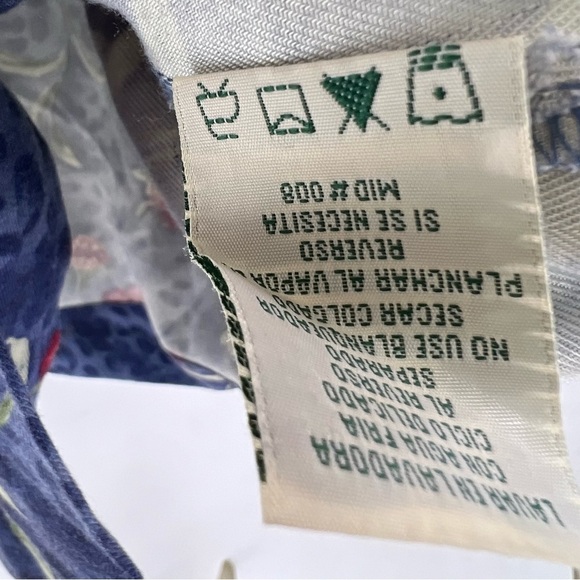 LAVAR EN LAVADORA
CON AGUA FRIA
CICLO DELICADO
AL REVERSO
SEPARADO
NO USE BLANQUEADOR
SECAR COLGADO
PLANCHAR AL VAPOR
REVERSO
SI SE NECESITA
MID# 008